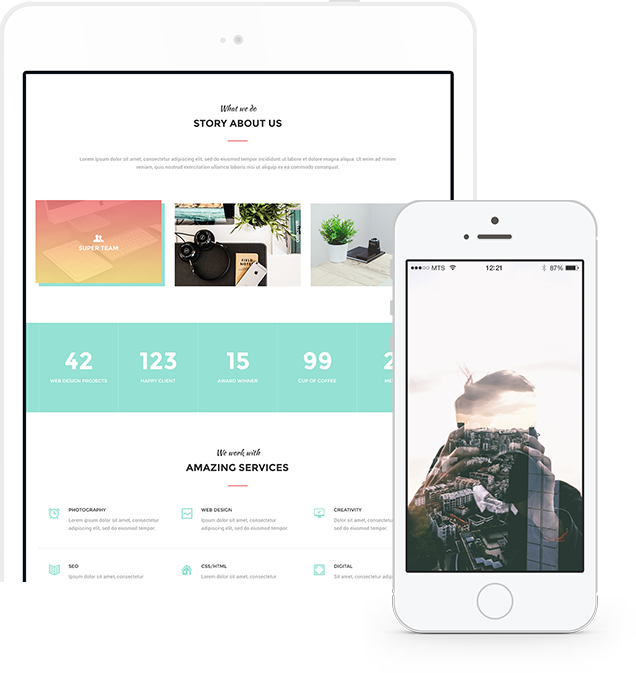 What we do
STORY ABOUT US
Lorem ipsum dolor sit amet, consectetur adipiscing elit, sed do eiusmod tempor incididunt ut labore et dolore magna aliqua. Ut enim ad minim
veniam, quis nostrud exercitation ullamco laboris nisi ut aliquip ex ea commodo consequat.
SUPER TEAM
FIELD NOTES
42
WEB DESIGN PROJECTS
123
HAPPY CLIENT
15
AWARD WINNER
99
CUP OF COFFEE
2
ME
We work with
AMAZING SERVICES
PHOTOGRAPHY
Lorem ipsum dolor sit amet, consectetur
adipiscing elit, sed do eiusmod tempor.
WEB DESIGN
Ipsum dolor sit amet, consectetur
adipiscing elit, sed do eiusmod tempor.
CREATIVITY
Lorem ipsum dolor sit amet,
sed do eiusmod tempor.
SEO
Ipsum dolor sit amet, consectetur
CSS/HTML
Lorem ipsum dolor sit amet, consectetur
DIGITAL
Sit amet, consectetur adip
MTS
12:21
87%